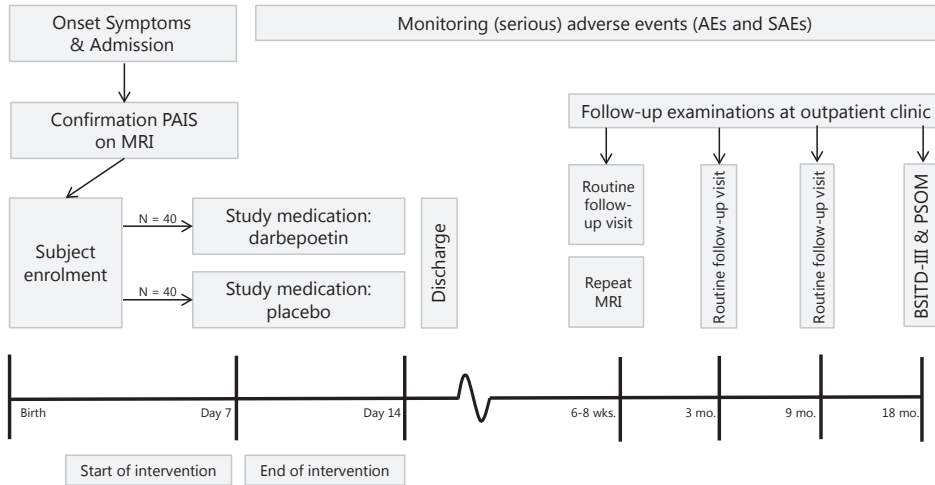 Onset Symptoms
& Admission
Monitoring (serious) adverse events (AEs and SAEs)
Confirmation PAIS
on MRI
Follow-up examinations at outpatient clinic
Subject
enrolment
N = 40
Study medication:
darbepoetin
N = 40
Study medication:
placebo
Discharge
Routine
follow-
up visit
Repeat
MRI
Routine follow-up visit
Routine follow-up visit
BSITD-III & PSOM
Birth
Day 7
Day 14
6-8 wks.
3 mo.
9 mo.
18 mo.
Start of intervention
End of intervention